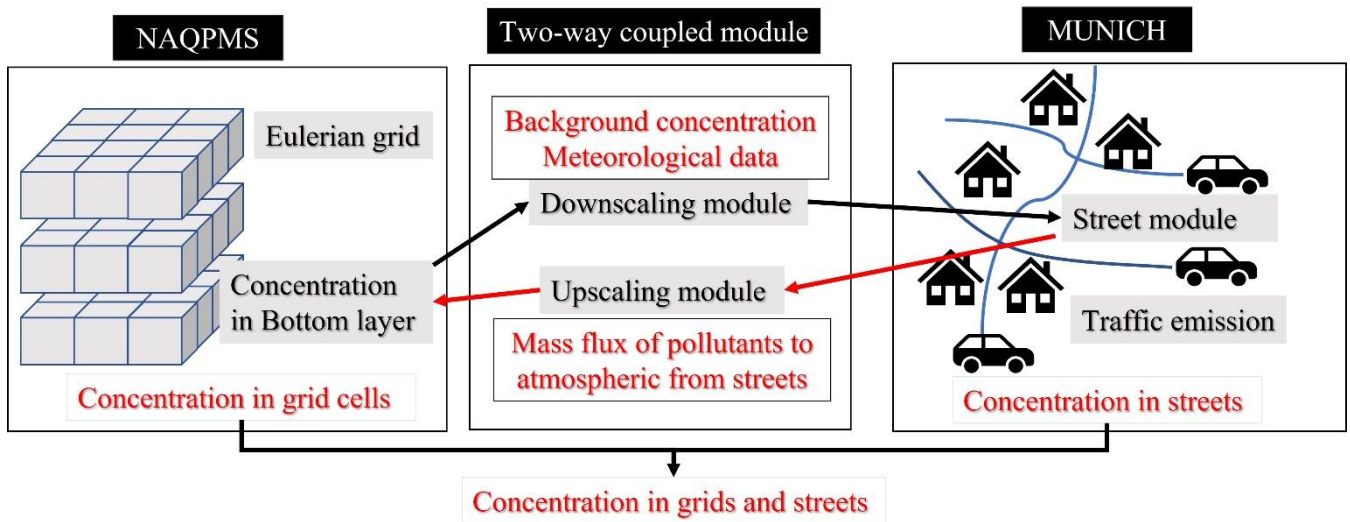 NAQPMS
Two-way coupled module
MUNICH
Eulerian grid
Concentration
in Bottom layer
Concentration in grid cells
Background concentration
Meteorological data
Downscaling module
Upscaling module
Mass flux of pollutants to
atmospheric from streets
Street module
Traffic emission
Concentration in streets
Concentration in grids and streets